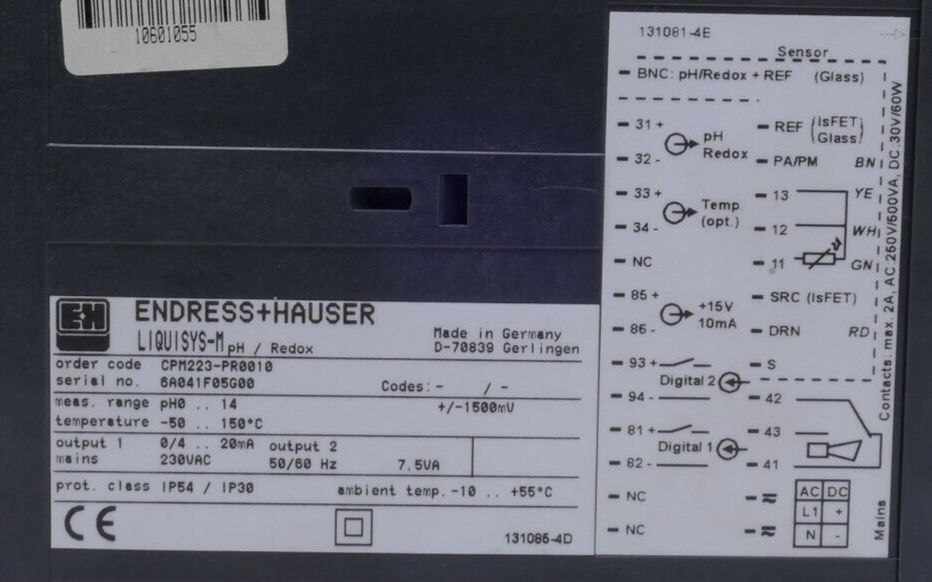 10601055
ENDRESS+HAUSER
LIQUISYS-M pH / Redox
Made in Germany
D-70839 Gerlingen
order code CPM223-PR0010
serial no. 6A041F05G00 Codes: - / -
meas. range pH0 .. 14 +/-1500mV
temperature -50 .. 150°C
output 1 0/4 .. 20mA output 2
mains 230VAC 50/60 Hz 7,5VA
prot. class IP54 / IP30 ambient temp. -10 .. +55°C
CE
131085-4D
131081-4E
Sensor
BNC: pH/Redox + REF (Glass)
31 +
32 -
pH
Redox
REF (IsFET)
(Glass)
PA/PM BN
33 +
34 -
Temp
(opt.)
13 YE
12 WH
NC
11 GN
85 +
86 -
+15V
10mA
SRC (IsFET)
DRN RD
93 +
Digital 2
94 -
S
42
81 +
Digital 1
82 -
43
41
NC
NC
AC DC
L1 +
N -
Contacts: max. 2A, AC:250V/500VA, DC:30V/60W
Mains